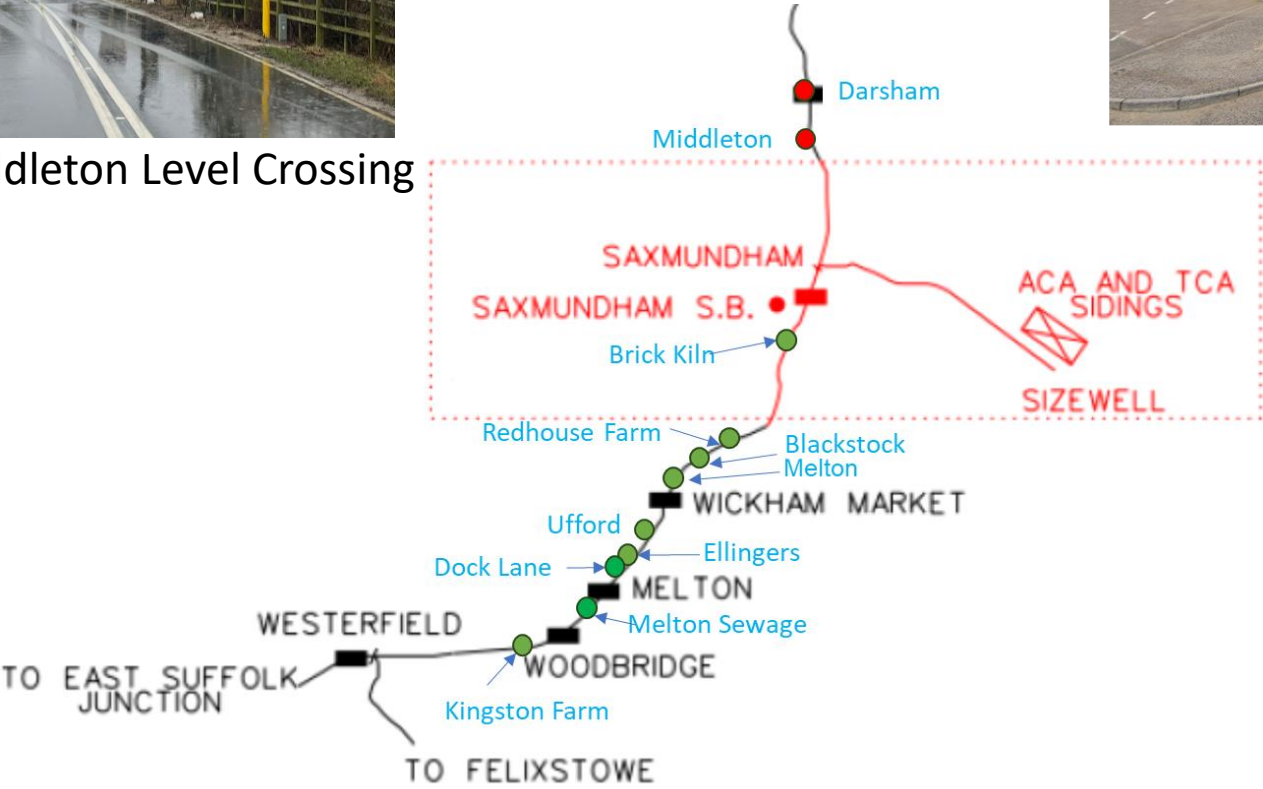 Darsham
Middleton
dleton Level Crossing
SAXMUNDHAM
SAXMUNDHAM S.B.
ACA AND TCA
SIDINGS
Brick Kiln
SIZEWELL
Redhouse Farm
Blackstock
Melton
WICKHAM MARKET
Ufford
Ellingers
Dock Lane
MELTON
WESTERFIELD
Melton Sewage
WOODBRIDGE
TO EAST SUFFOLK
JUNCTION
Kingston Farm
TO FELIXSTOWE